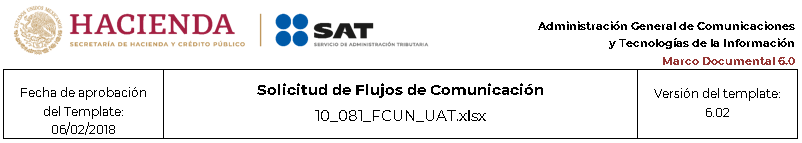 HACIENDA
SECRETARÍA DE HACIENDA Y CRÉDITO PÚBLICO
SAT
SERVICIO DE ADMINISTRACIÓN TRIBUTARIA
Administración General de Comunicaciones
y Tecnologías de la Información
Marco Documental 6.0
Fecha de aprobación
del Template:
06/02/2018
Solicitud de Flujos de Comunicación
10_081_FCUN_UAT.xlsx
Versión del template:
6.02